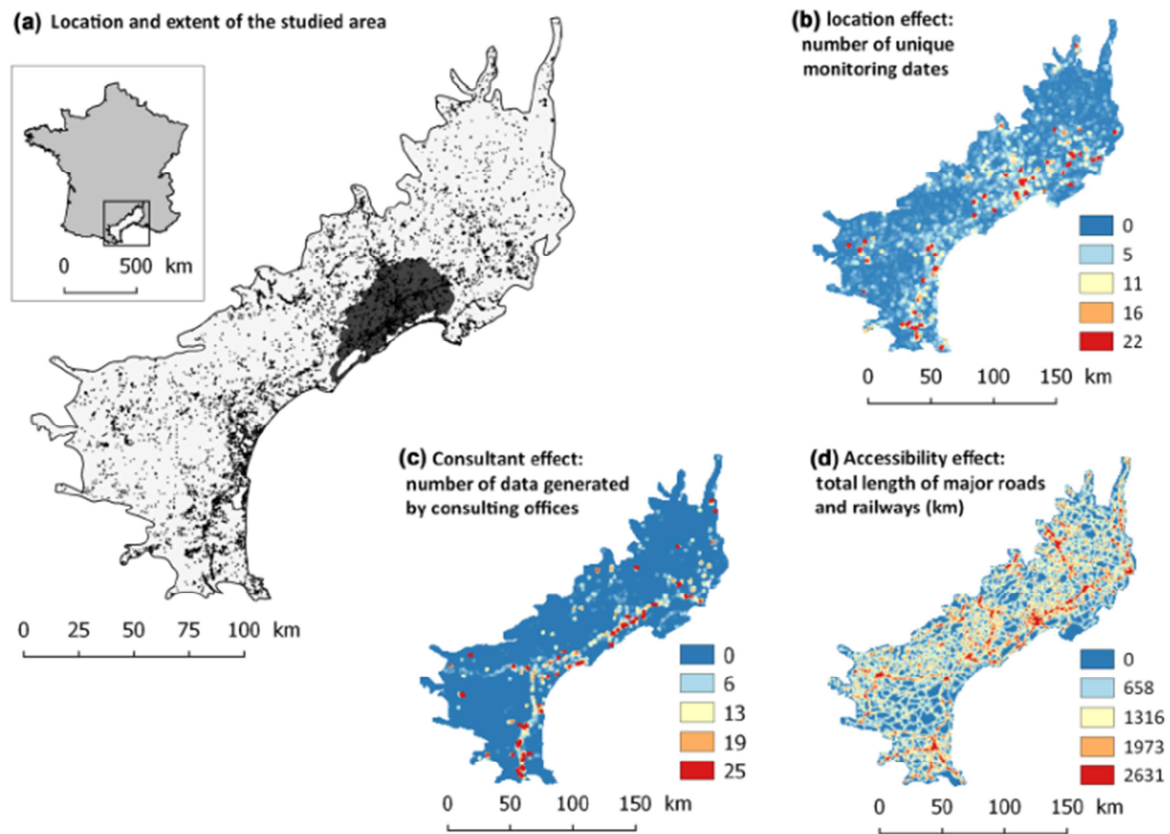 (a) Location and extent of the studied area
0 500 km
0 25 50 75 100 km
(b) location effect:
number of unique
monitoring dates
0
5
11
16
22
0 50 100 150 km
(c) Consultant effect:
number of data generated
by consulting offices
0
6
13
19
25
0 50 100 150 km
(d) Accessibility effect:
total length of major roads
and railways (km)
0
658
1316
1973
2631
0 50 100 150 km